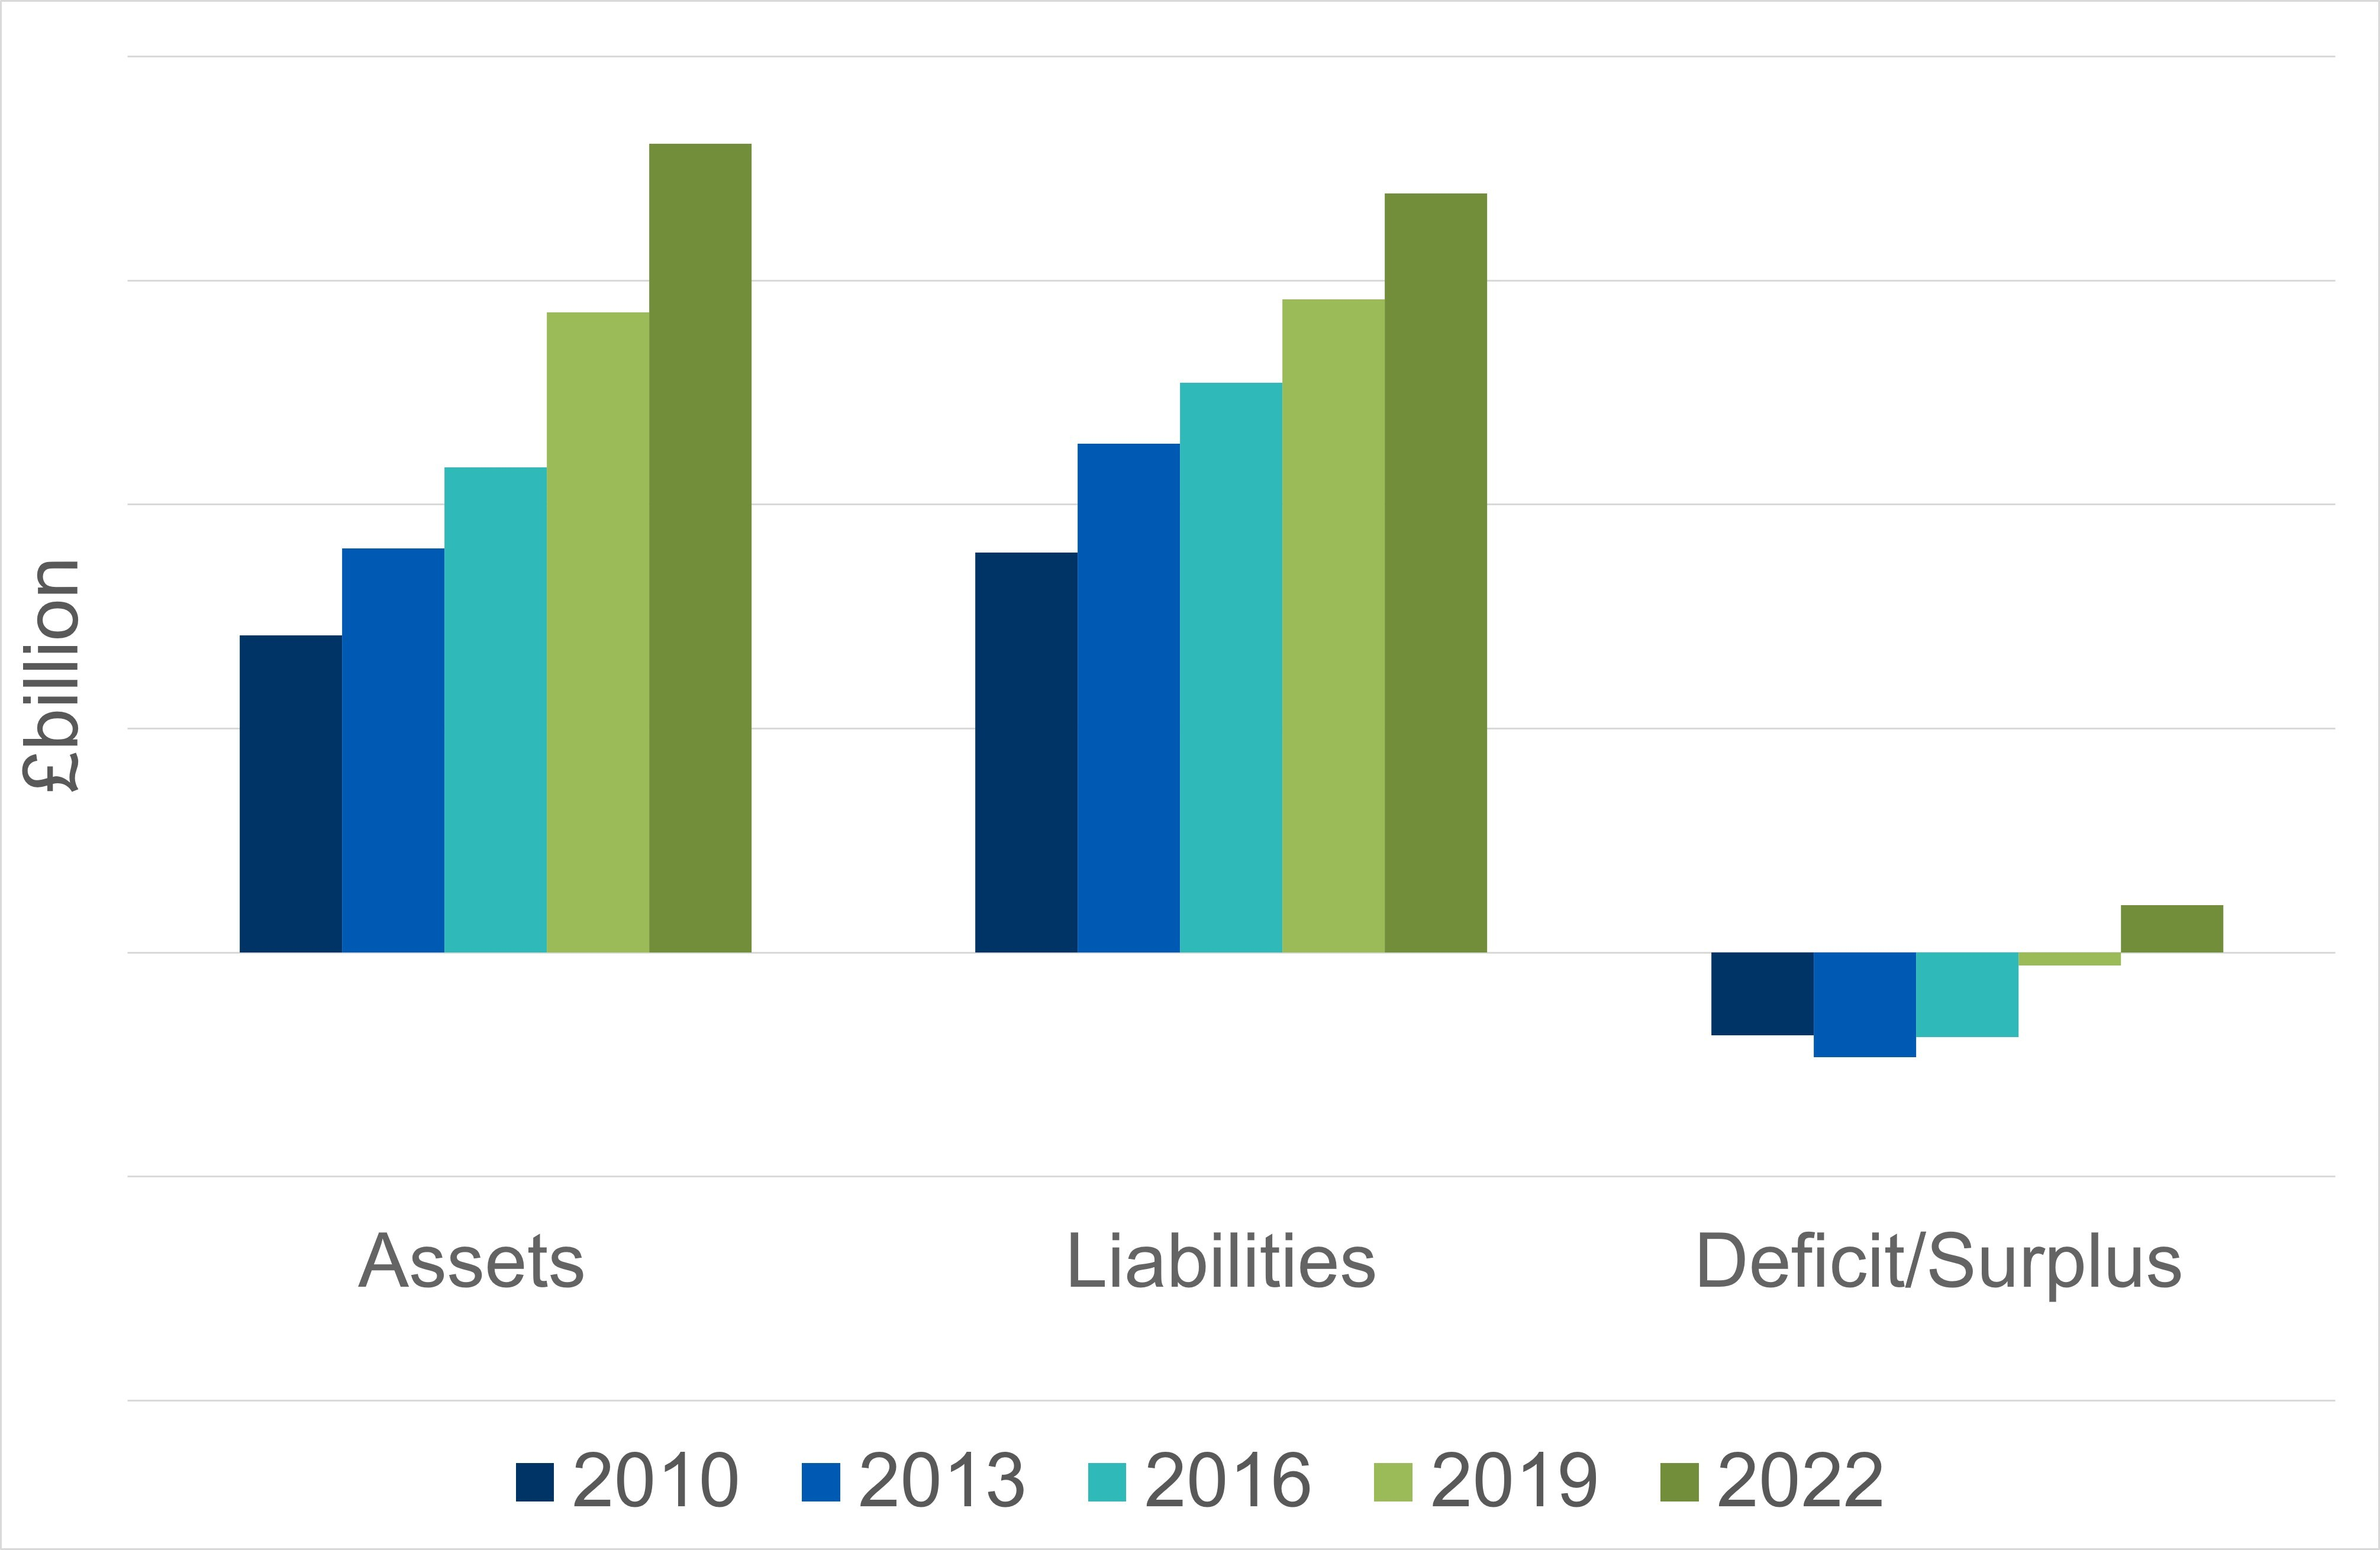 £billion
Assets Liabilities Deficit/Surplus
2010 2013 2016 2019 2022